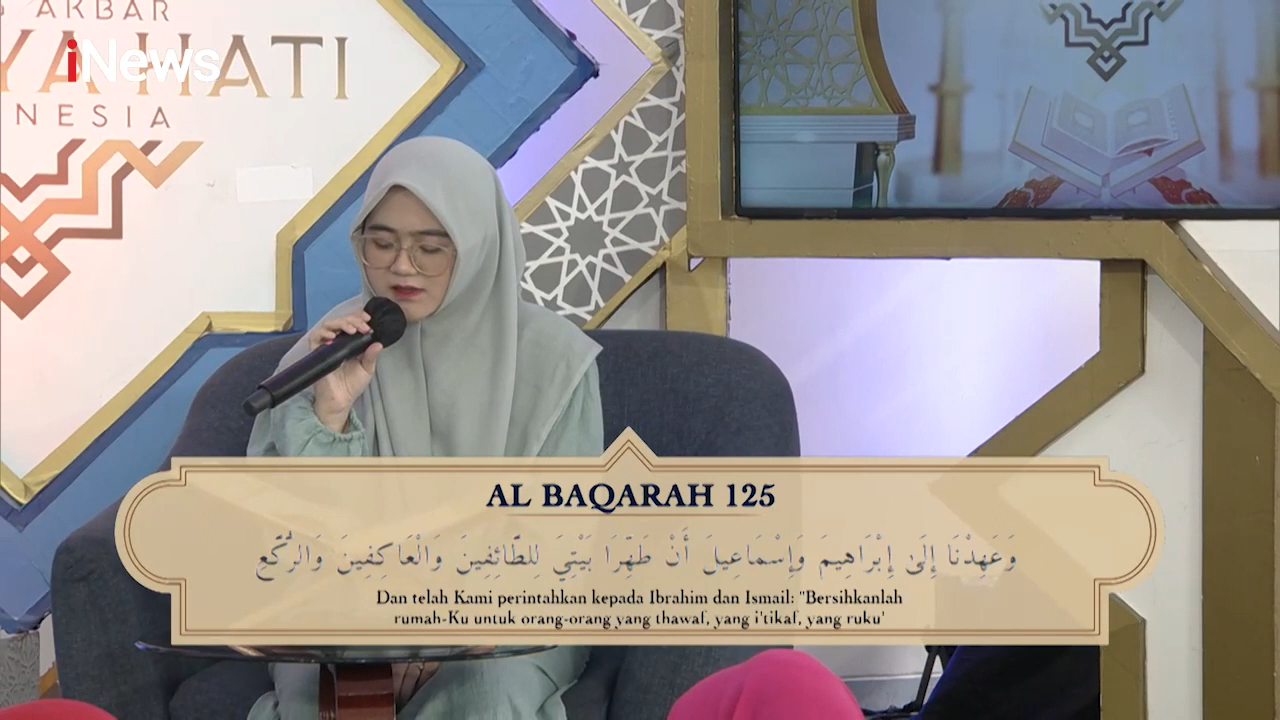 AKBAR
iNews
HATI
NESIA
AL BAQARAH 125
وَعَهِدْنَا إِلَىٰ إِبْرَاهِيمَ وَإِسْمَاعِيلَ أَنْ طَهِّرَا بَيْتِيَ لِلطَّائِفِينَ وَالْعَاكِفِينَ وَالرُّكَّعِ
Dan telah Kami perintahkan kepada Ibrahim dan Ismail: "Bersihkanlah
rumah-Ku untuk orang-orang yang thawaf, yang i'tikaf, yang ruku'